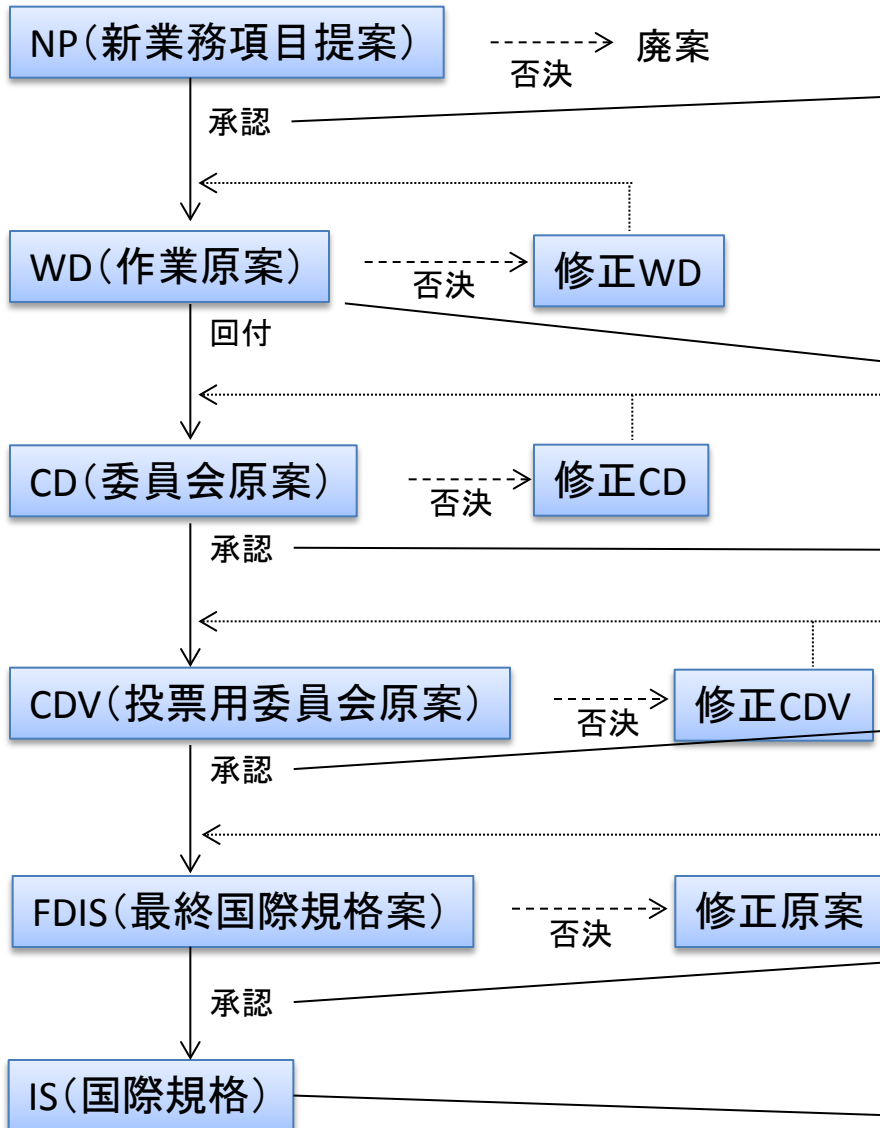 NP(新業務項目提案)
否決
廃案
承認
WD(作業原案)
否決
修正WD
回付
CD(委員会原案)
否決
修正CD
承認
CDV(投票用委員会原案)
否決
修正CDV
承認
FDIS(最終国際規格案)
否決
修正原案
承認
IS(国際規格)